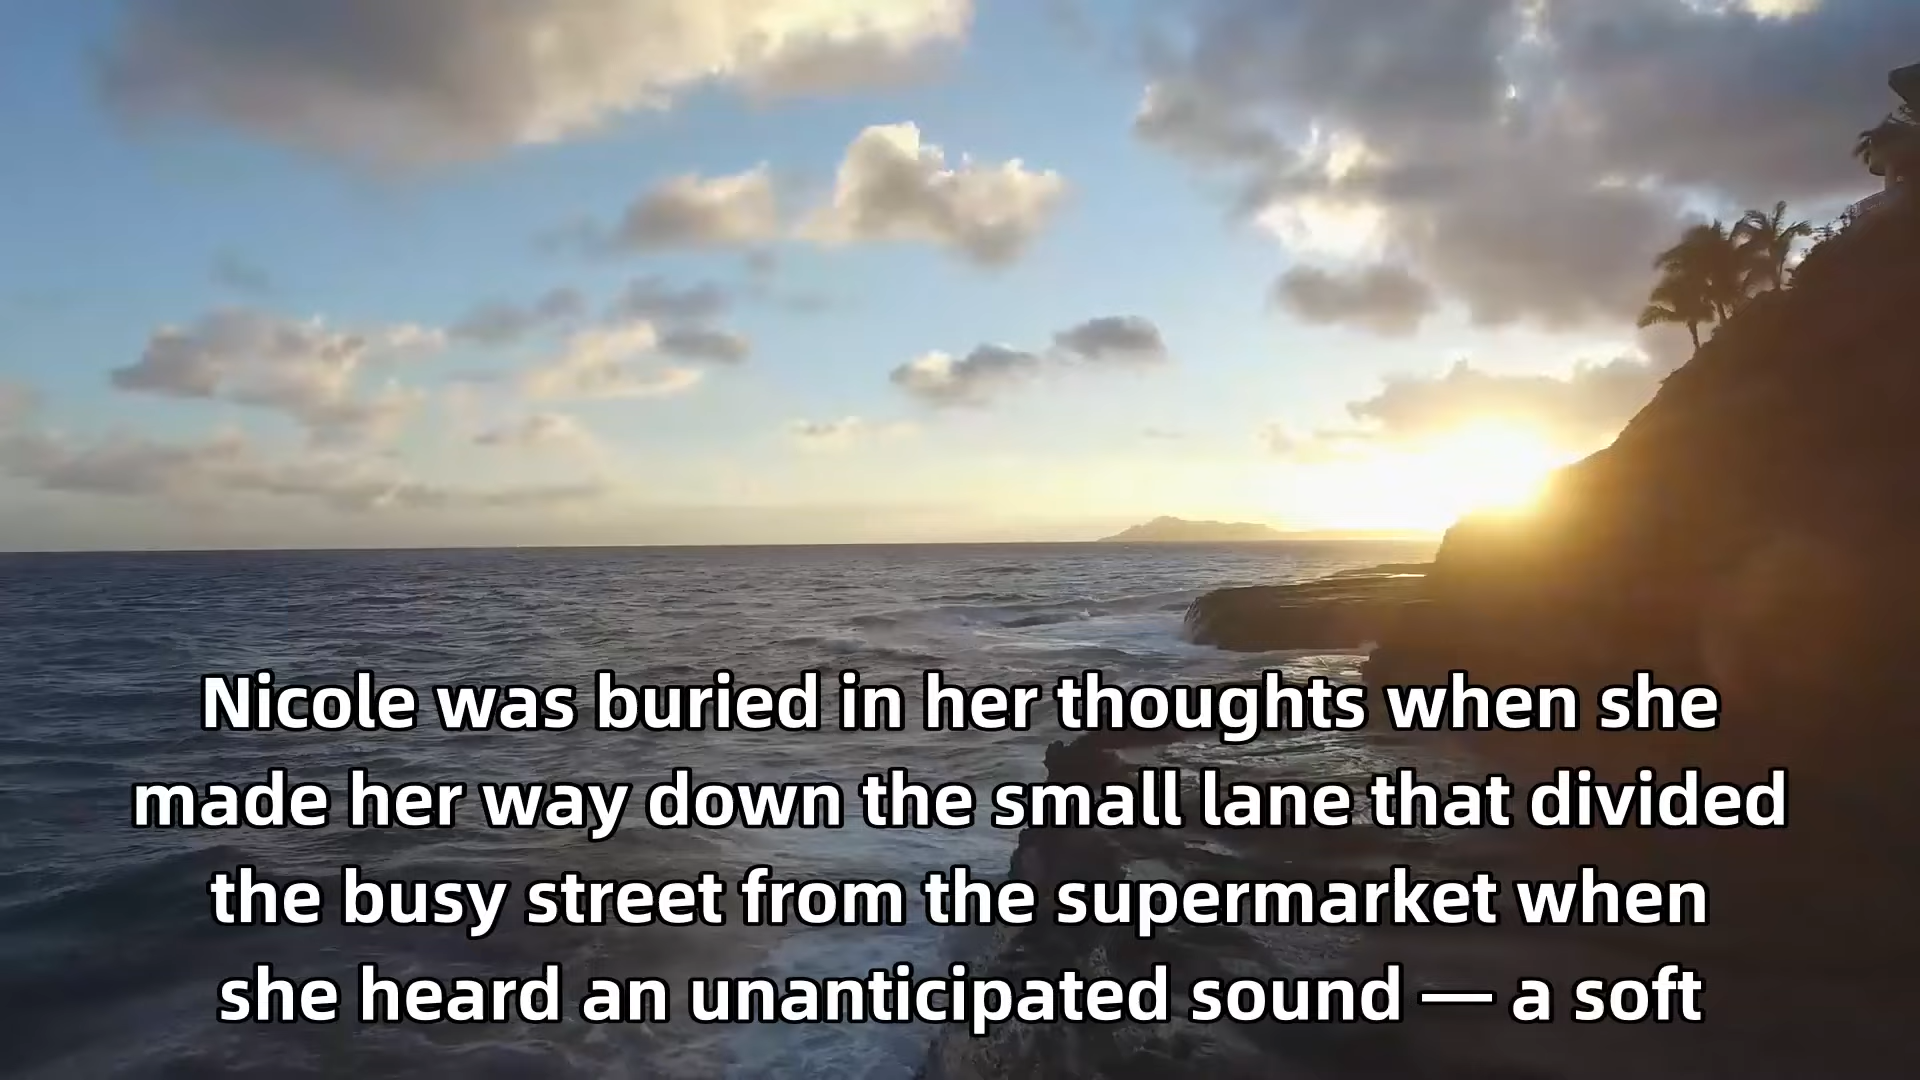 Nicole was buried in her thoughts when she
made her way down the small lane that divided
the busy street from the supermarket when
she heard an unanticipated sound — a soft